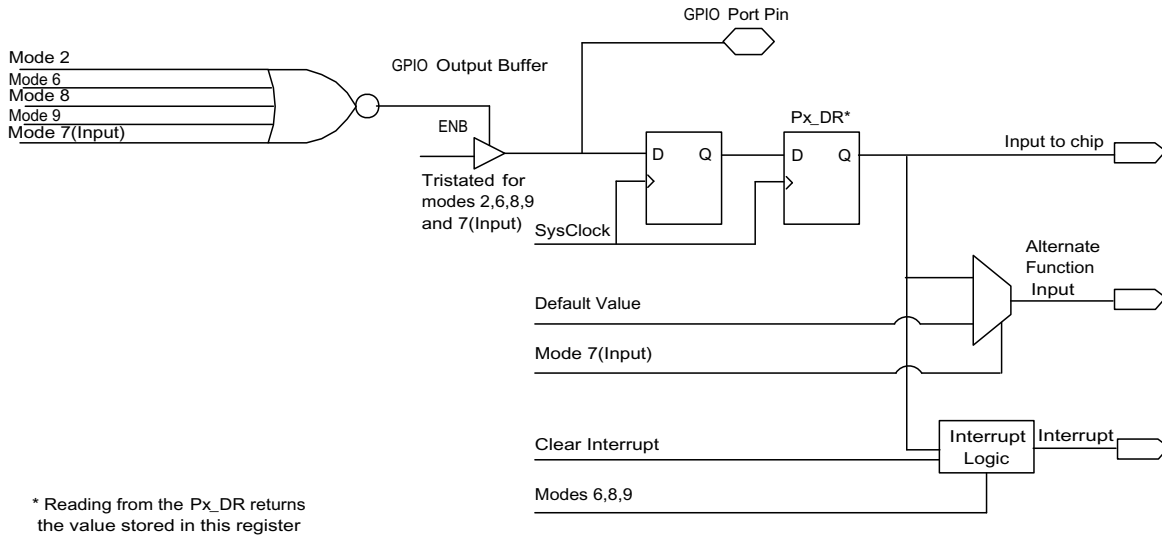 GPIO Port Pin
Mode 2
Mode 6
Mode 8
Mode 9
Mode 7(Input)
GPIO Output Buffer
ENB
Tristated for
modes 2,6,8,9
and 7(Input)
SysClock
D Q
Px_DR*
D Q
Input to chip
Alternate
Function
Input
Default Value
Mode 7(Input)
Clear Interrupt
Interrupt
Logic
Interrupt
Modes 6,8,9
* Reading from the Px_DR returns
the value stored in this register